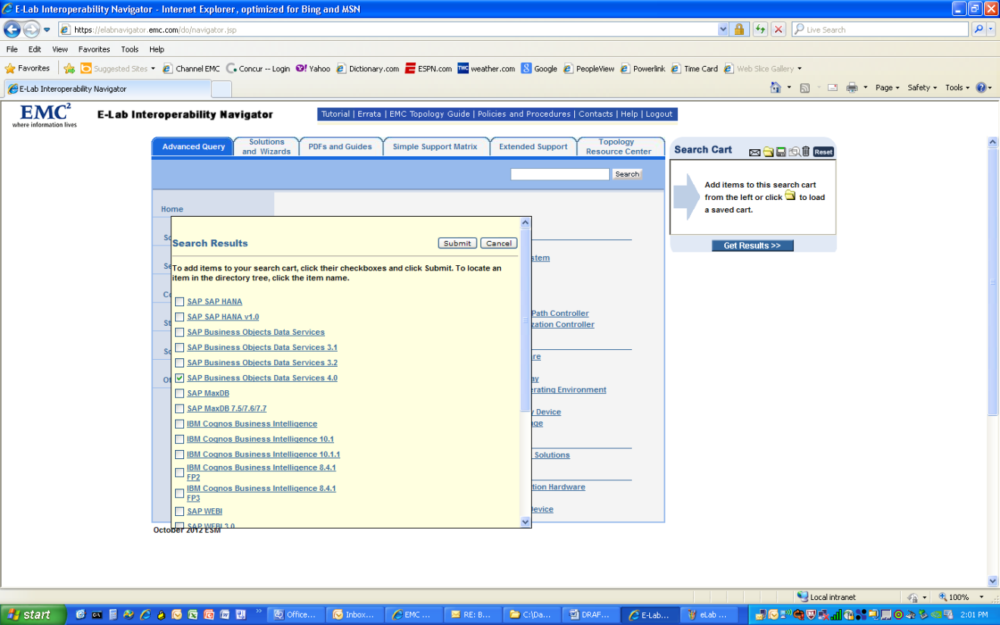 E-Lab Interoperability Navigator - Internet Explorer, optimized for Bing and MSN
https://elabnavigator.emc.com/do/navigator.jsp
Live Search
File Edit View Favorites Tools Help
Favorites Suggested Sites Channel EMC Concur -- Login Yahoo Dictionary.com ESPN.com weather.com Google PeopleView Powerlink Time Card Web Slice Gallery
E-Lab Interoperability Navigator
Page Safety Tools
EMC²
where information lives
E-Lab Interoperability Navigator
Tutorial | Errata | EMC Topology Guide | Policies and Procedures | Contacts | Help | Logout
Advanced Query
Solutions and Wizards
PDFs and Guides
Simple Support Matrix
Extended Support
Topology Resource Center
Search
Search Cart
Reset
Add items to this search cart
from the left or click to load
a saved cart.
Get Results >>
Home
Search Results
Submit Cancel
To add items to your search cart, click their checkboxes and click Submit. To locate an
item in the directory tree, click the item name.
SAP SAP HANA
SAP SAP HANA v1.0
SAP Business Objects Data Services
SAP Business Objects Data Services 3.1
SAP Business Objects Data Services 3.2
SAP Business Objects Data Services 4.0
SAP MaxDB
SAP MaxDB 7.5/7.6/7.7
IBM Cognos Business Intelligence
IBM Cognos Business Intelligence 10.1
IBM Cognos Business Intelligence 10.1.1
IBM Cognos Business Intelligence 8.4.1
FP2
IBM Cognos Business Intelligence 8.4.1
FP3
SAP WEBI
SAP WEBI 3.0
stem
Path Controller
zation Controller
re
ay
erating Environment
y Device
ge
Solutions
tion Hardware
Device
October 2012 ESM
Local intranet
100%
start
Office...
Inbox...
EMC ...
RE: B...
C:\Da...
DRAF...
E-Lab...
eLab ...
2:01 PM